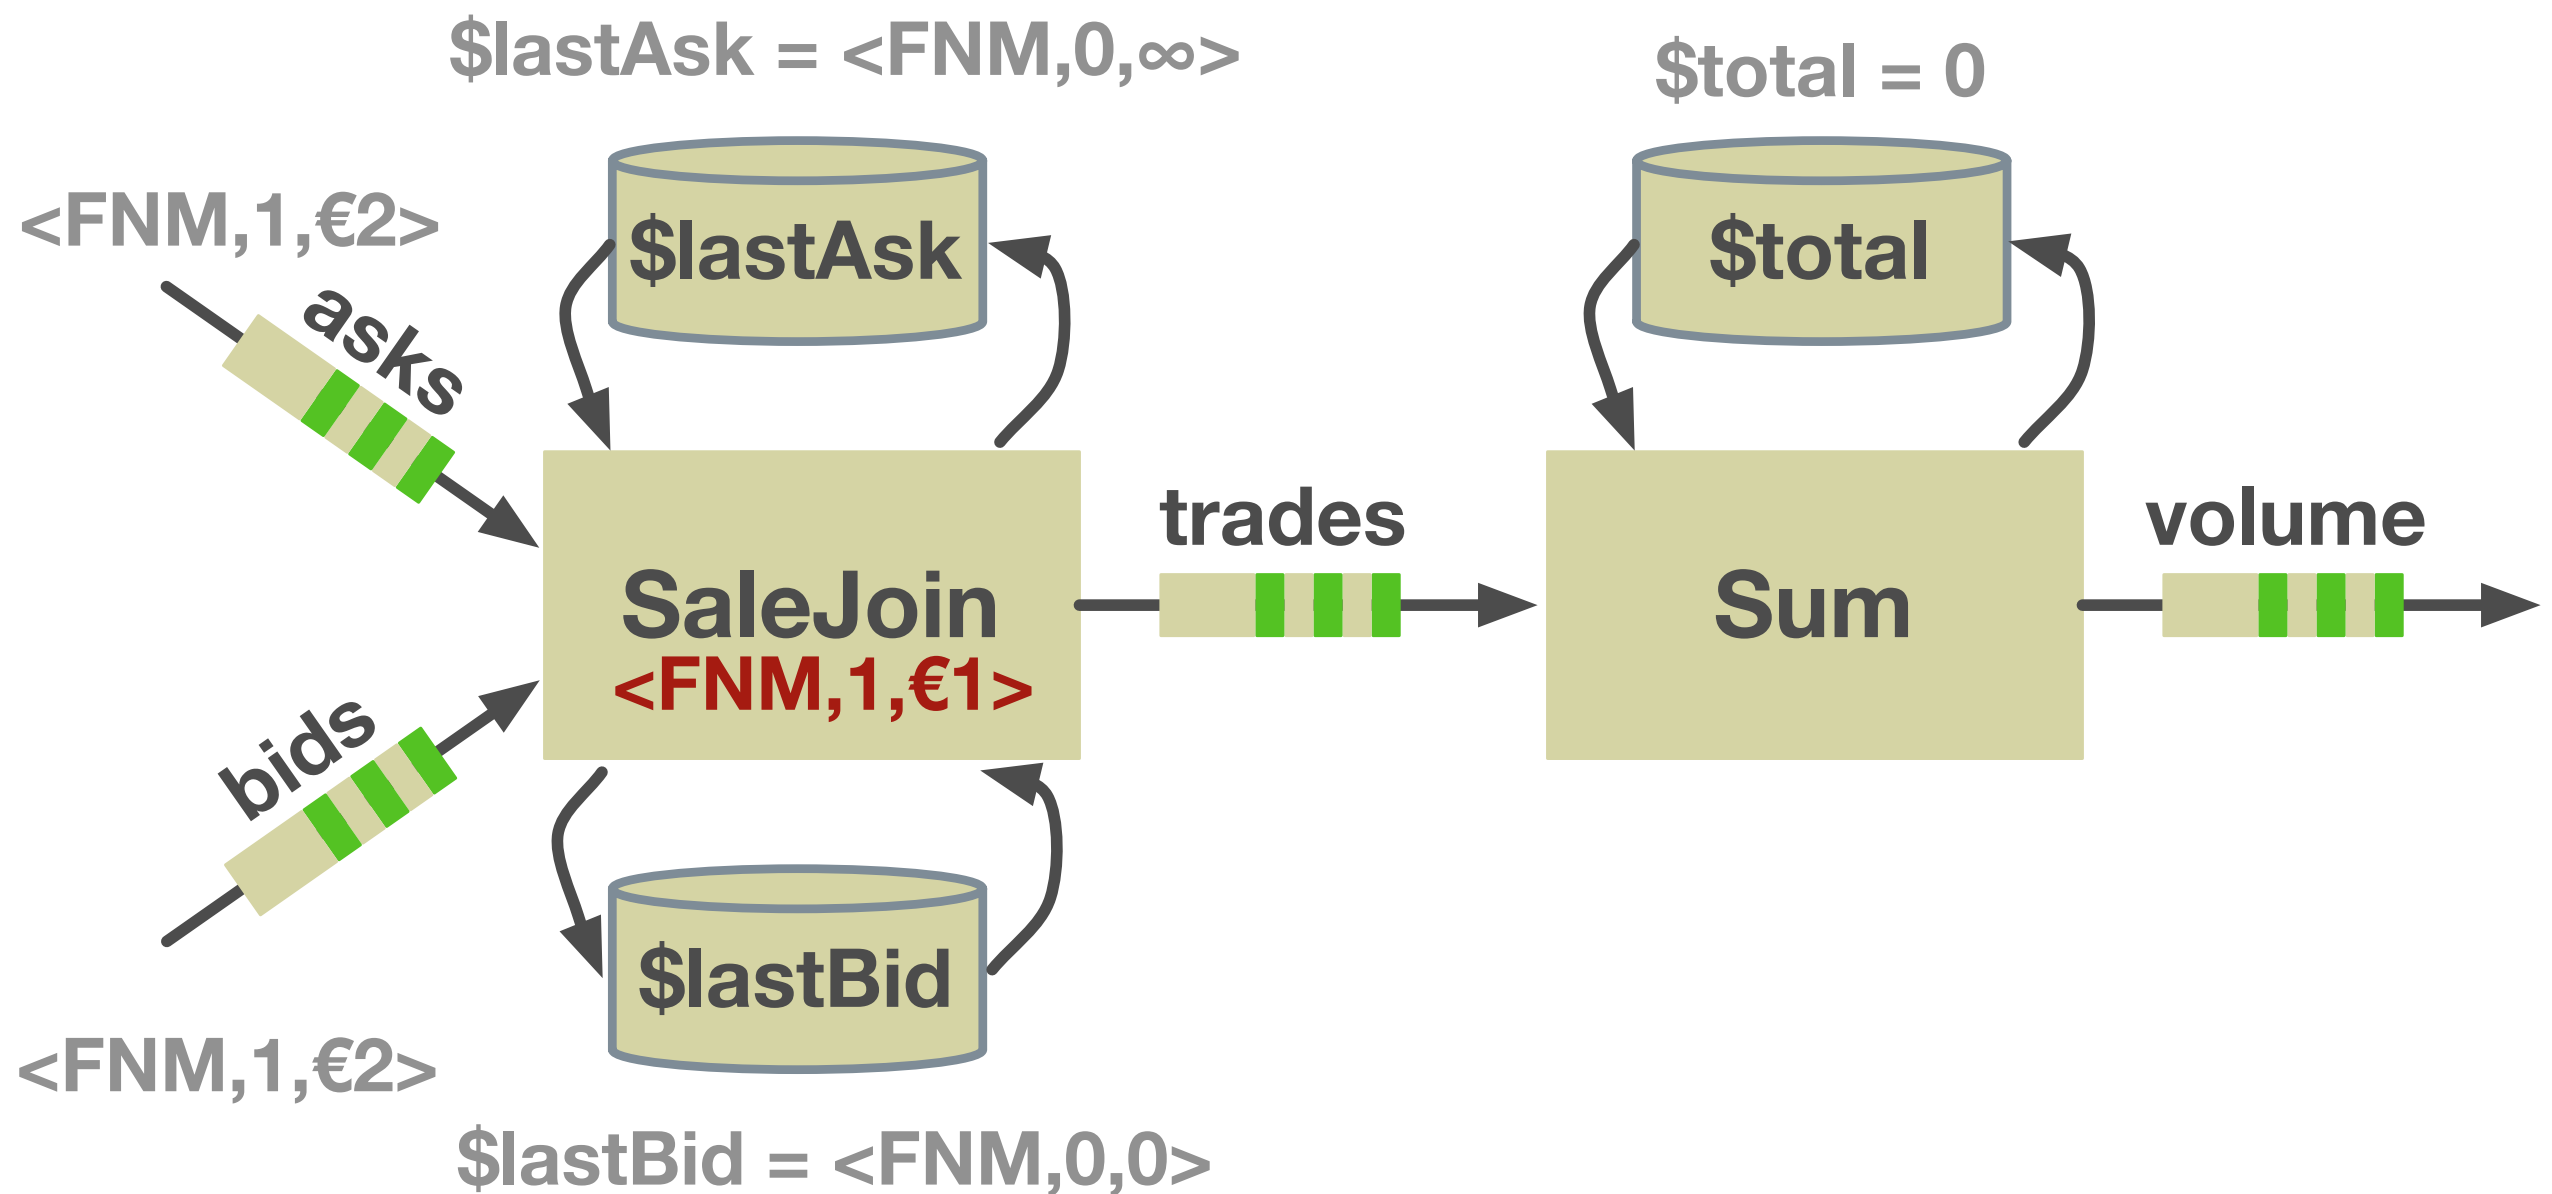 $lastAsk = <FNM,0,∞>
$total = 0
<FNM,1,€2>
$lastAsk
$total
asks
trades
volume
SaleJoin
<FNM,1,€1>
Sum
bids
$lastBid
<FNM,1,€2>
$lastBid = <FNM,0,0>